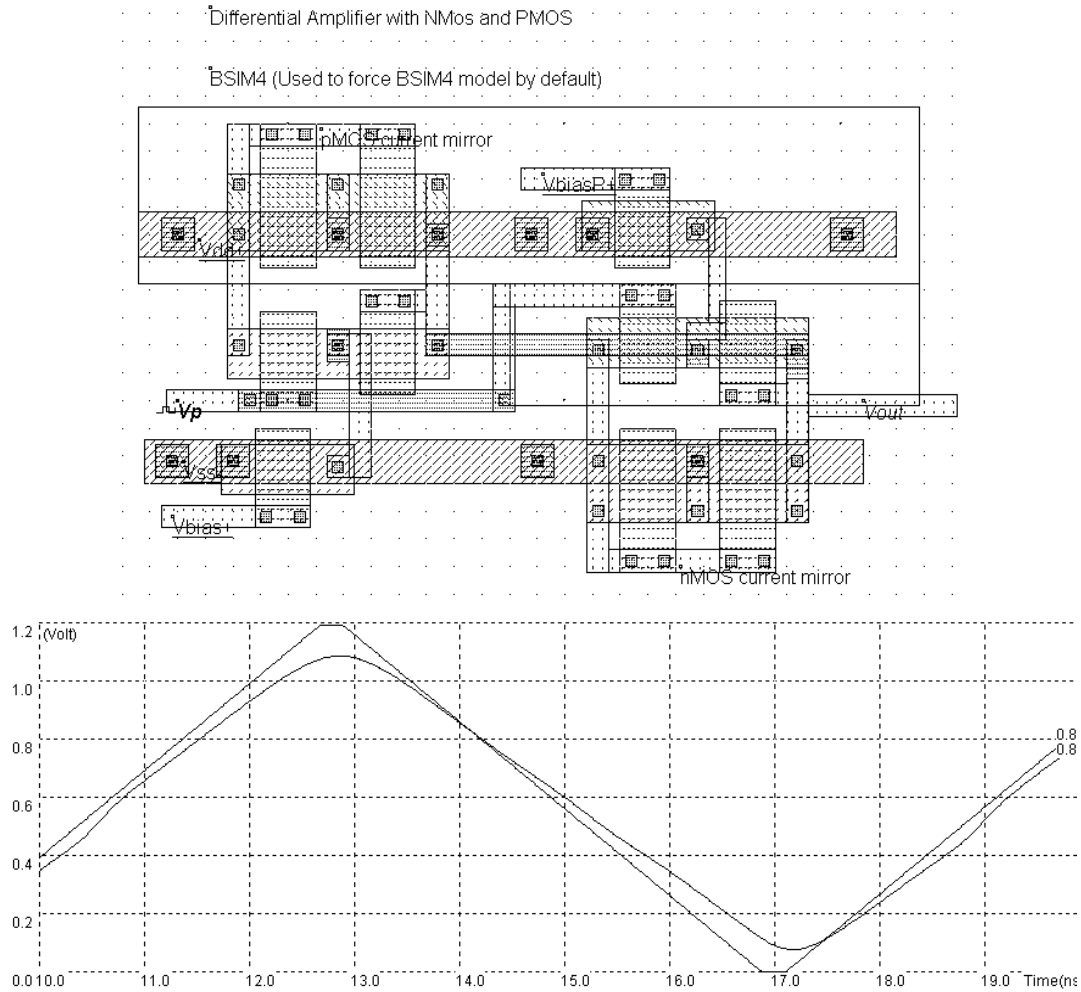 Differential Amplifier with NMos and PMOS
BSIM4 (Used to force BSIM4 model by default)
pMOS current mirror
VbiasP+
Vdd+
Vp
Vout
Vss-
Vbias+
nMOS current mirror
1.2 (Volt)
1.0
0.8
0.8
0.8
0.6
0.4
0.2
0.0 10.0 11.0 12.0 13.0 14.0 15.0 16.0 17.0 18.0 19.0 Time(ns